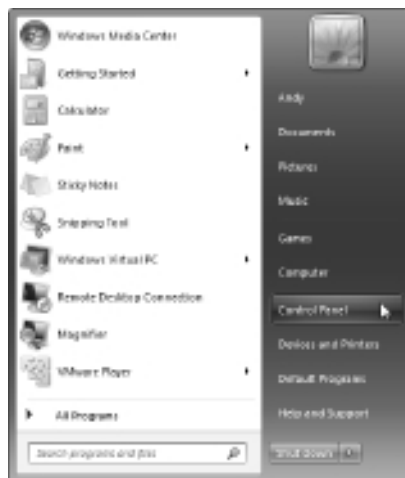 Windows Media Center
Getting Started
Calculator
Paint
Sticky Notes
Snipping Tool
Windows Virtual PC
Remote Desktop Connection
Magnifier
VMware Player
All Programs
Search programs and files
Andy
Documents
Pictures
Music
Games
Computer
Control Panel
Devices and Printers
Default Programs
Help and Support
Shut down